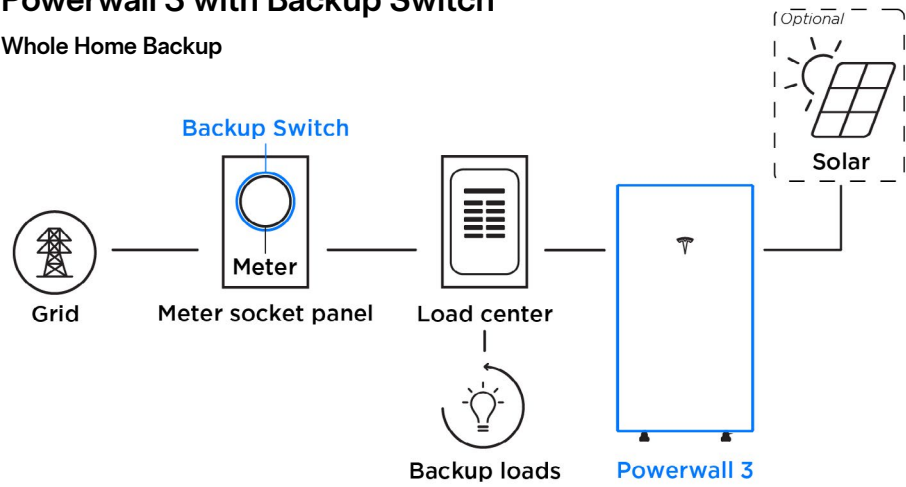 Powerwall 3 with Backup Switch
Whole Home Backup
Optional
Solar
Backup Switch
Meter
Grid
Meter socket panel
Load center
Backup loads
Powerwall 3